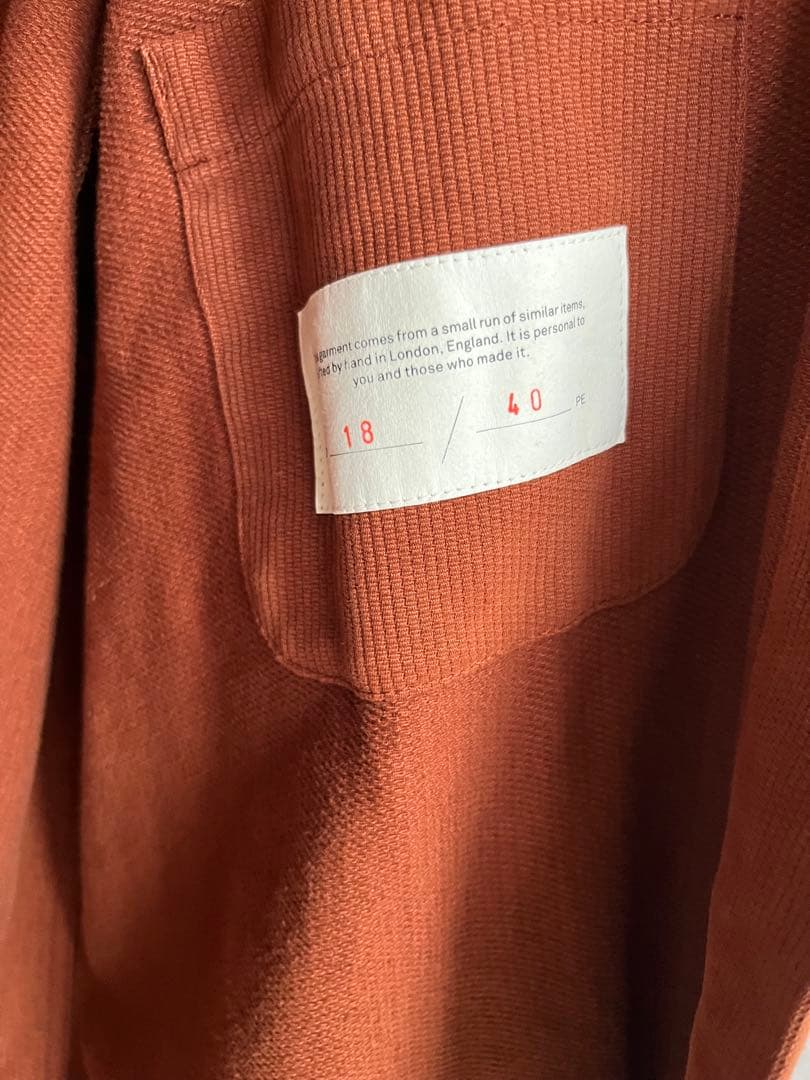 garment comes from a small run of similar items,
by hand in London, England. It is personal to
you and those who made it.
18 / 40 PE